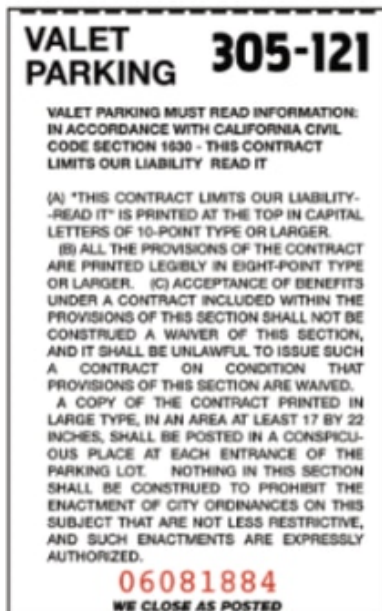 VALET
PARKING
305-121
VALET PARKING MUST READ INFORMATION:
IN ACCORDANCE WITH CALIFORNIA CIVIL
CODE SECTION 1630 - THIS CONTRACT
LIMITS OUR LIABILITY READ IT
(A) "THIS CONTRACT LIMITS OUR LIABILITY-
-READ IT" IS PRINTED AT THE TOP IN CAPITAL
LETTERS OF 10-POINT TYPE OR LARGER.
(B) ALL THE PROVISIONS OF THE CONTRACT
ARE PRINTED LEGIBLY IN EIGHT-POINT TYPE
OR LARGER. (C) ACCEPTANCE OF BENEFITS
UNDER A CONTRACT INCLUDED WITHIN THE
PROVISIONS OF THIS SECTION SHALL NOT BE
CONSTRUED A WAIVER OF THIS SECTION,
AND IT SHALL BE UNLAWFUL TO ISSUE SUCH
A CONTRACT ON CONDITION THAT
PROVISIONS OF THIS SECTION ARE WAIVED.
A COPY OF THE CONTRACT PRINTED IN
LARGE TYPE, IN AN AREA AT LEAST 17 BY 22
INCHES, SHALL BE POSTED IN A CONSPICU-
OUS PLACE AT EACH ENTRANCE OF THE
PARKING LOT. NOTHING IN THIS SECTION
SHALL BE CONSTRUED TO PROHIBIT THE
ENACTMENT OF CITY ORDINANCES ON THIS
SUBJECT THAT ARE NOT LESS RESTRICTIVE,
AND SUCH ENACTMENTS ARE EXPRESSLY
AUTHORIZED.
06081884
WE CLOSE AS POSTED